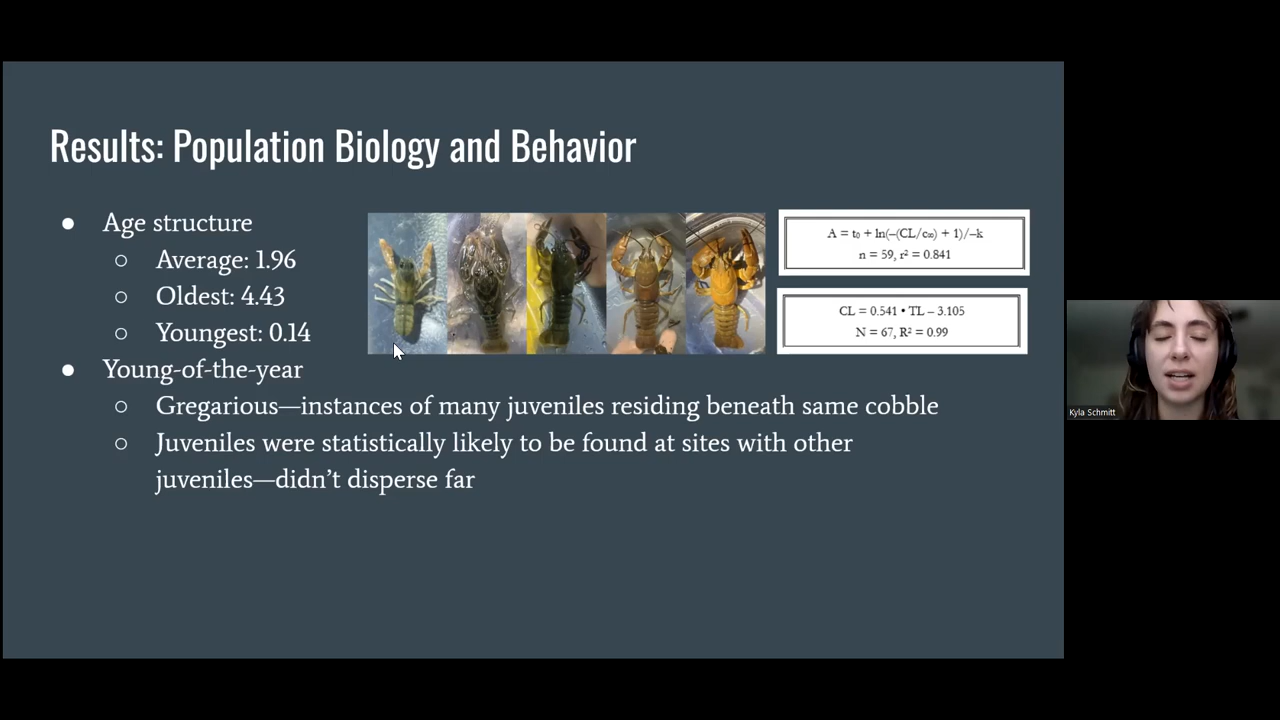 Results: Population Biology and Behavior
● Age structure
○ Average: 1.96
○ Oldest: 4.43
○ Youngest: 0.14
● Young-of-the-year
○ Gregarious—instances of many juveniles residing beneath same cobble
○ Juveniles were statistically likely to be found at sites with other
juveniles—didn’t disperse far
A = t₀ + ln(–(CL/c∞) + 1)/–k
n = 59, r² = 0.841
CL = 0.541 • TL – 3.105
N = 67, R² = 0.99
Kyla Schmitt